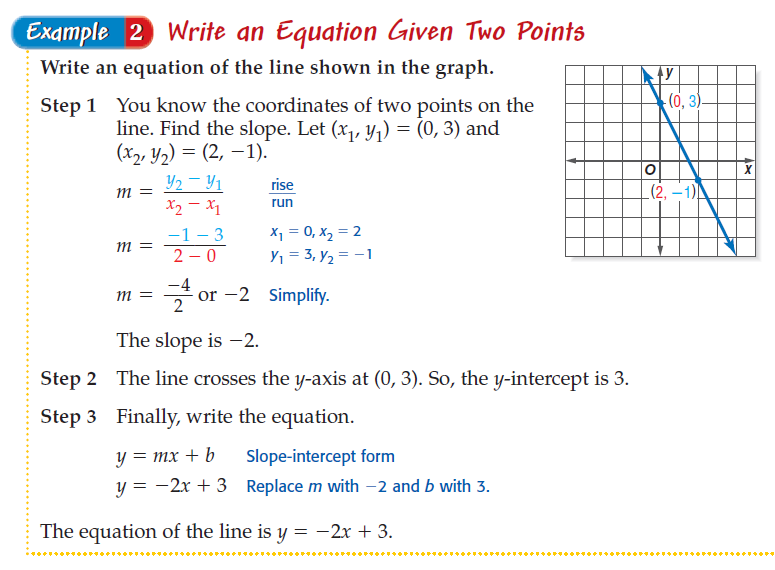 Example 2 Write an Equation Given Two Points
Write an equation of the line shown in the graph.
Step 1 You know the coordinates of two points on the
line. Find the slope. Let (x₁, y₁) = (0, 3) and
(x₂, y₂) = (2, −1).
m = y₂ − y₁ / x₂ − x₁ rise / run
m = −1 − 3 / 2 − 0 x₁ = 0, x₂ = 2
y₁ = 3, y₂ = −1
m = −4 / 2 or −2 Simplify.
The slope is −2.
y
(0, 3)
O
x
(2, −1)
Step 2 The line crosses the y-axis at (0, 3). So, the y-intercept is 3.
Step 3 Finally, write the equation.
y = mx + b Slope-intercept form
y = −2x + 3 Replace m with −2 and b with 3.
The equation of the line is y = −2x + 3.